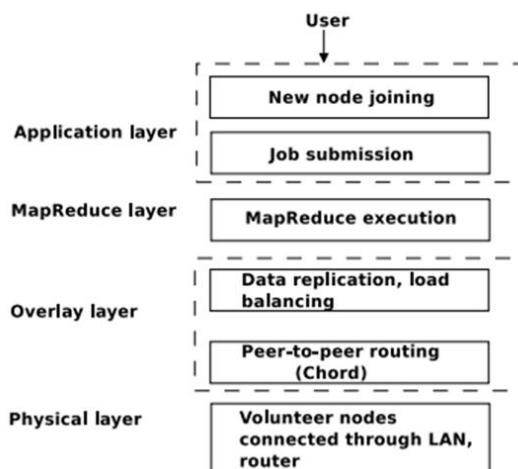 User
New node joining
Application layer
Job submission
MapReduce layer
MapReduce execution
Data replication, load
balancing
Overlay layer
Peer-to-peer routing
(Chord)
Physical layer
Volunteer nodes
connected through LAN,
router